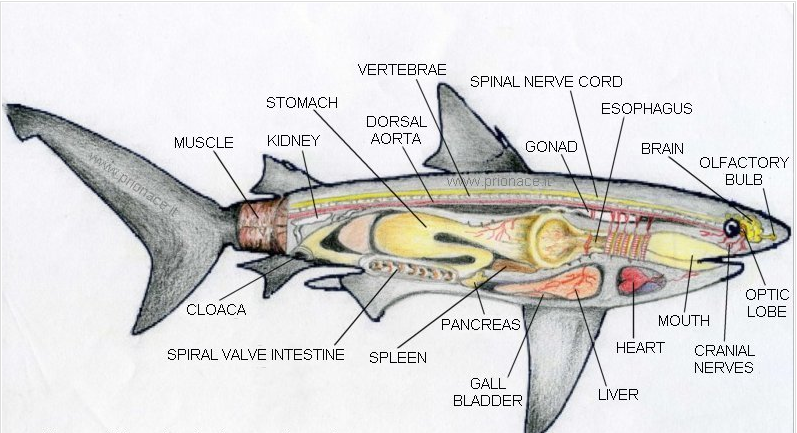 VERTEBRAE
SPINAL NERVE CORD
STOMACH
ESOPHAGUS
DORSAL
AORTA
MUSCLE
KIDNEY
GONAD
BRAIN
OLFACTORY
BULB
www.prionace.it
www.prionace.it
CLOACA
OPTIC
LOBE
PANCREAS
MOUTH
SPIRAL VALVE INTESTINE
SPLEEN
HEART
CRANIAL
NERVES
GALL
BLADDER
LIVER